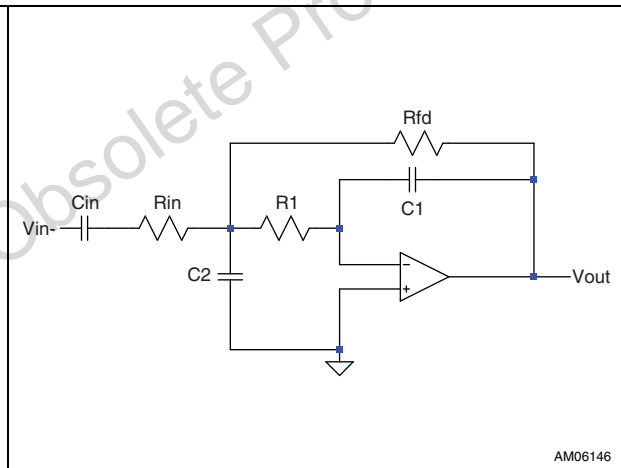 Obsolete Pro
Rfd
Cin
Rin
R1
C1
Vin-
C2
-
+
Vout
AM06146